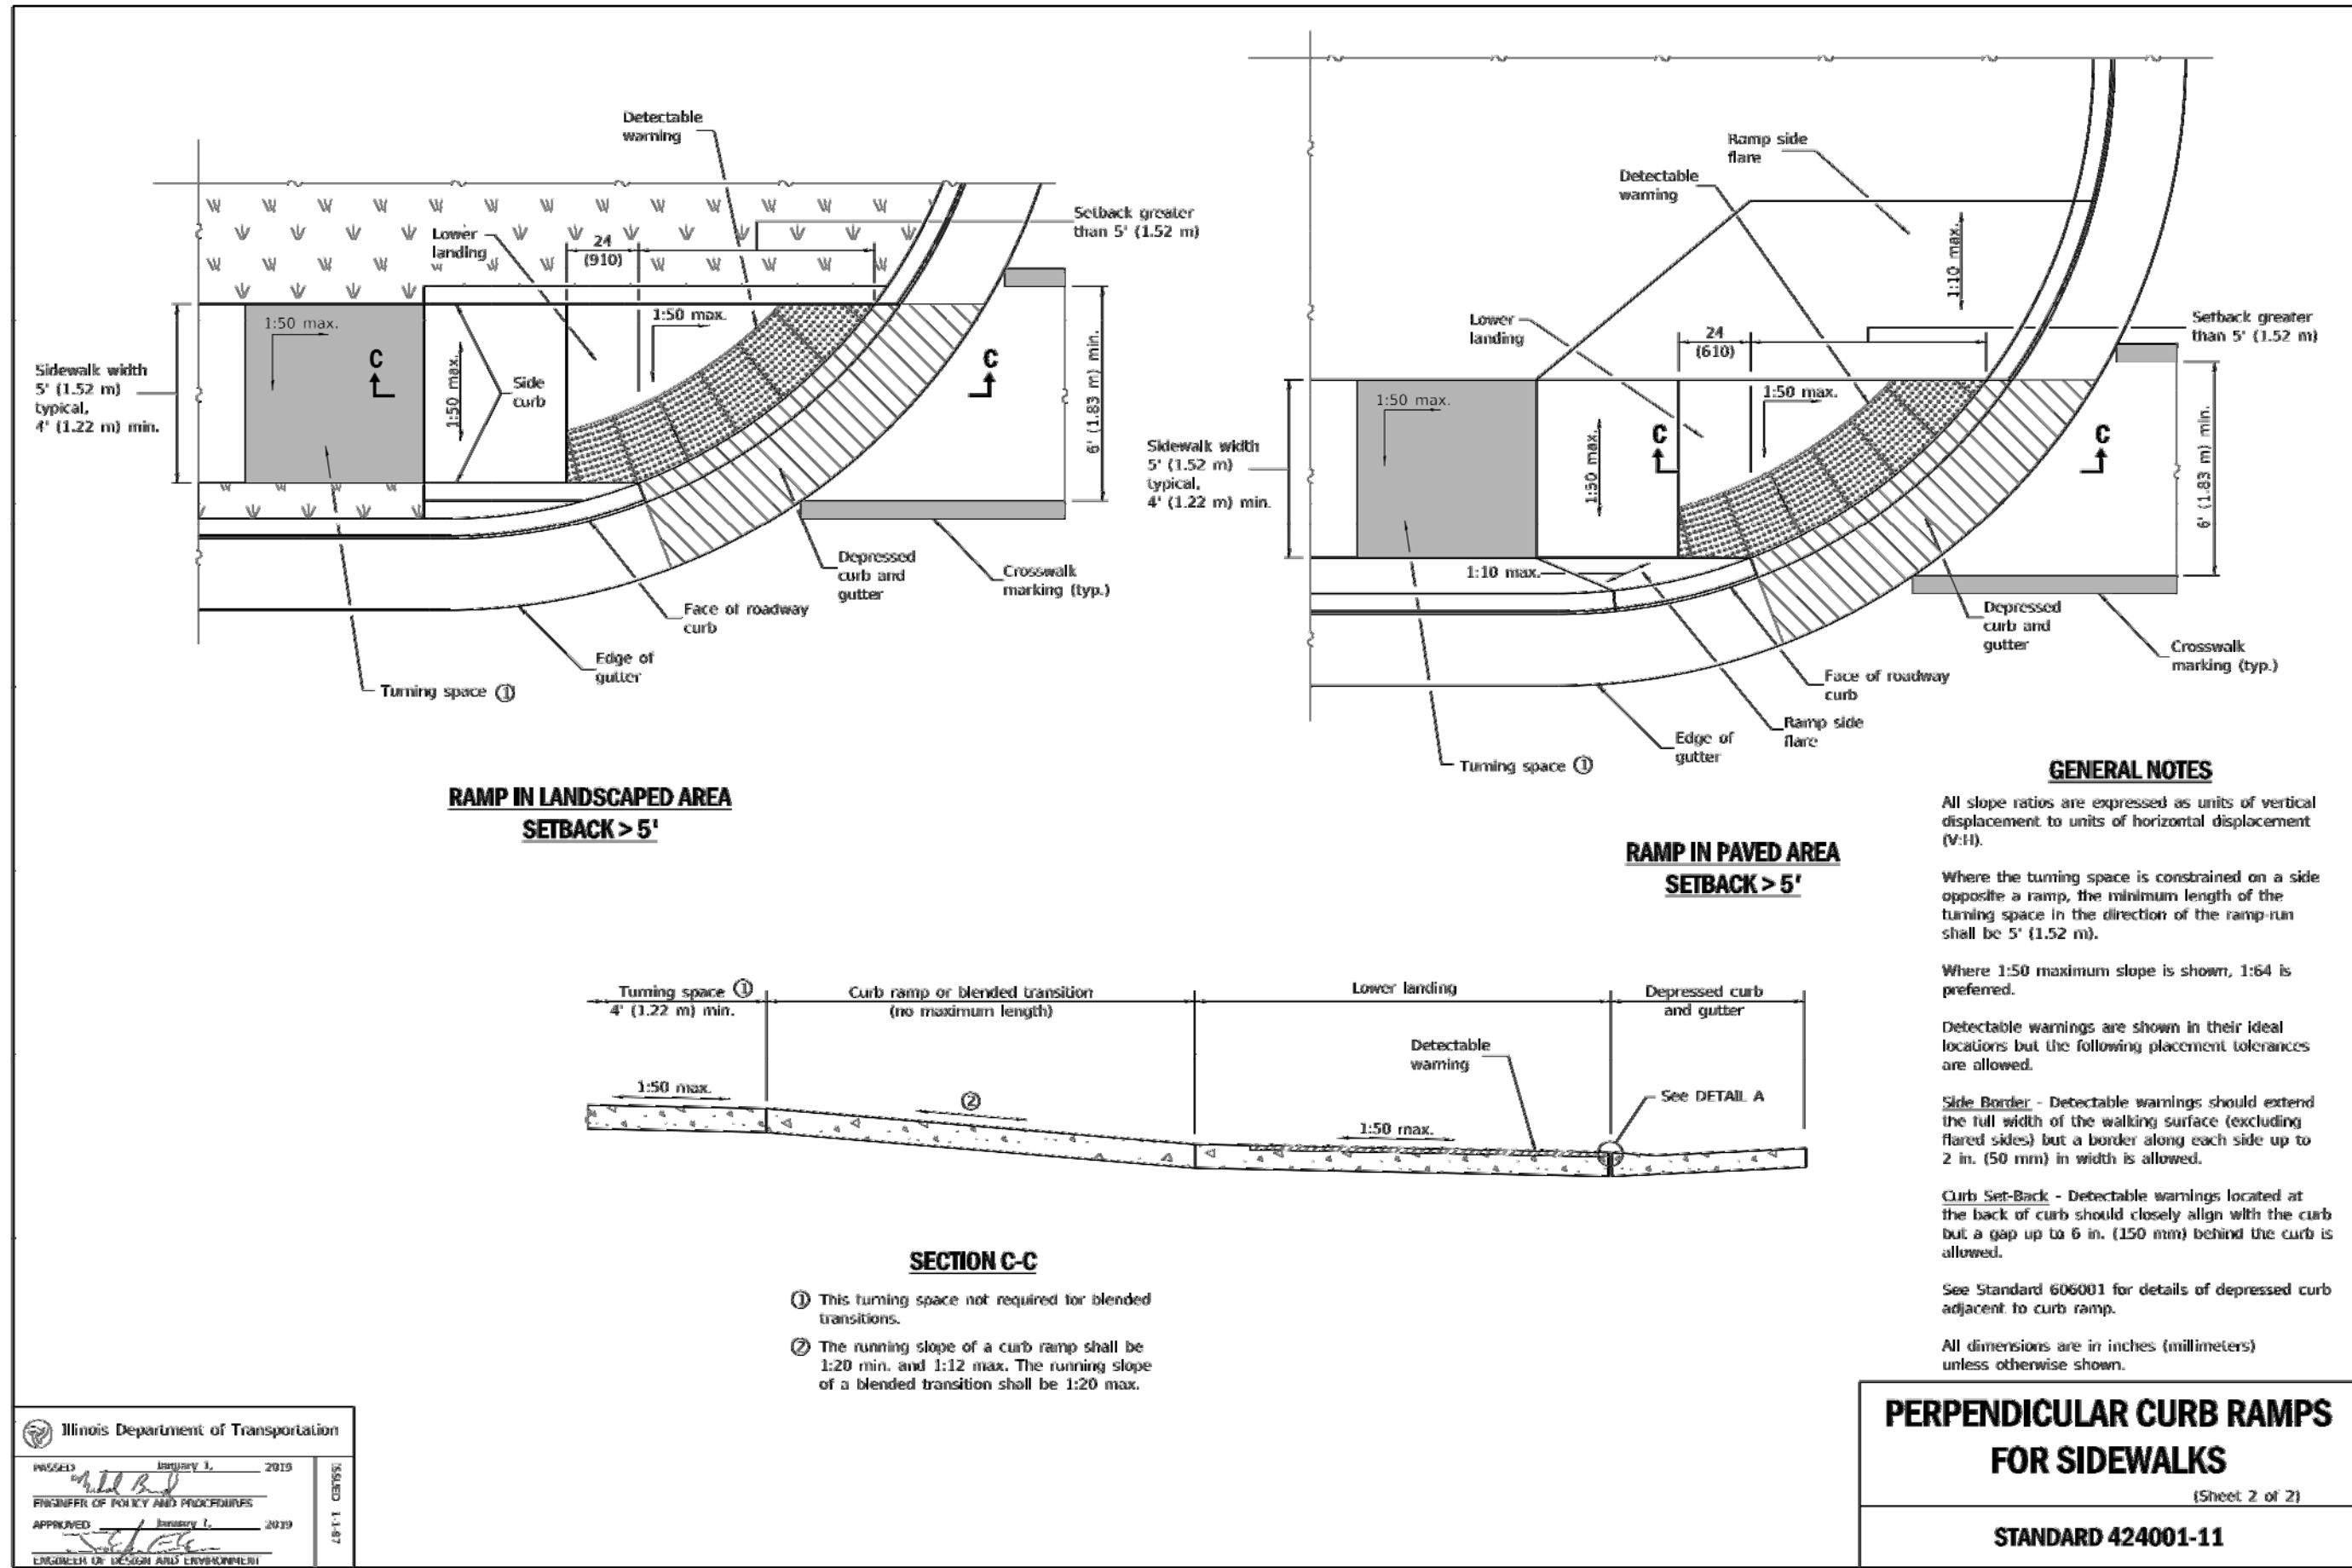 Detectable
warning
Setback greater
than 5' (1.52 m)
Lower
landing
24
(910)
1:50 max.
1:50 max.
C
C
1:50 max.
Side
curb
Sidewalk width
5' (1.52 m)
typical,
4' (1.22 m) min.
6' (1.83 m) min.
Depressed
curb and
gutter
Crosswalk
marking (typ.)
Face of roadway
curb
Edge of
gutter
Turning space ①
RAMP IN LANDSCAPED AREA
SETBACK > 5'
Ramp side
flare
Detectable
warning
1:10 max.
Setback greater
than 5' (1.52 m)
Lower
landing
24
(610)
1:50 max.
1:50 max.
C
C
1:50 max.
Sidewalk width
5' (1.52 m)
typical,
4' (1.22 m) min.
6' (1.83 m) min.
1:10 max.
Depressed
curb and
gutter
Crosswalk
marking (typ.)
Face of roadway
curb
Ramp side
flare
Edge of
gutter
Turning space ①
RAMP IN PAVED AREA
SETBACK > 5'
GENERAL NOTES
All slope ratios are expressed as units of vertical
displacement to units of horizontal displacement
(V:H).
Where the turning space is constrained on a side
opposite a ramp, the minimum length of the
turning space in the direction of the ramp-run
shall be 5' (1.52 m).
Where 1:50 maximum slope is shown, 1:64 is
preferred.
Detectable warnings are shown in their ideal
locations but the following placement tolerances
are allowed.
Side Border - Detectable warnings should extend
the full width of the walking surface (excluding
flared sides) but a border along each side up to
2 in. (50 mm) in width is allowed.
Curb Set-Back - Detectable warnings located at
the back of curb should closely align with the curb
but a gap up to 6 in. (150 mm) behind the curb is
allowed.
See Standard 606001 for details of depressed curb
adjacent to curb ramp.
All dimensions are in inches (millimeters)
unless otherwise shown.
Turning space ①
4' (1.22 m) min.
Curb ramp or blended transition
(no maximum length)
Lower landing
Depressed curb
and gutter
Detectable
warning
1:50 max.
②
1:50 max.
See DETAIL A
SECTION C-C
① This turning space not required for blended
transitions.
② The running slope of a curb ramp shall be
1:20 min. and 1:12 max. The running slope
of a blended transition shall be 1:20 max.
Illinois Department of Transportation
PASSED January 1, 2019
ENGINEER OF POLICY AND PROCEDURES
APPROVED January 1, 2019
ENGINEER OF DESIGN AND ENVIRONMENT
ISSUED 1-1-97
PERPENDICULAR CURB RAMPS
FOR SIDEWALKS
(Sheet 2 of 2)
STANDARD 424001-11